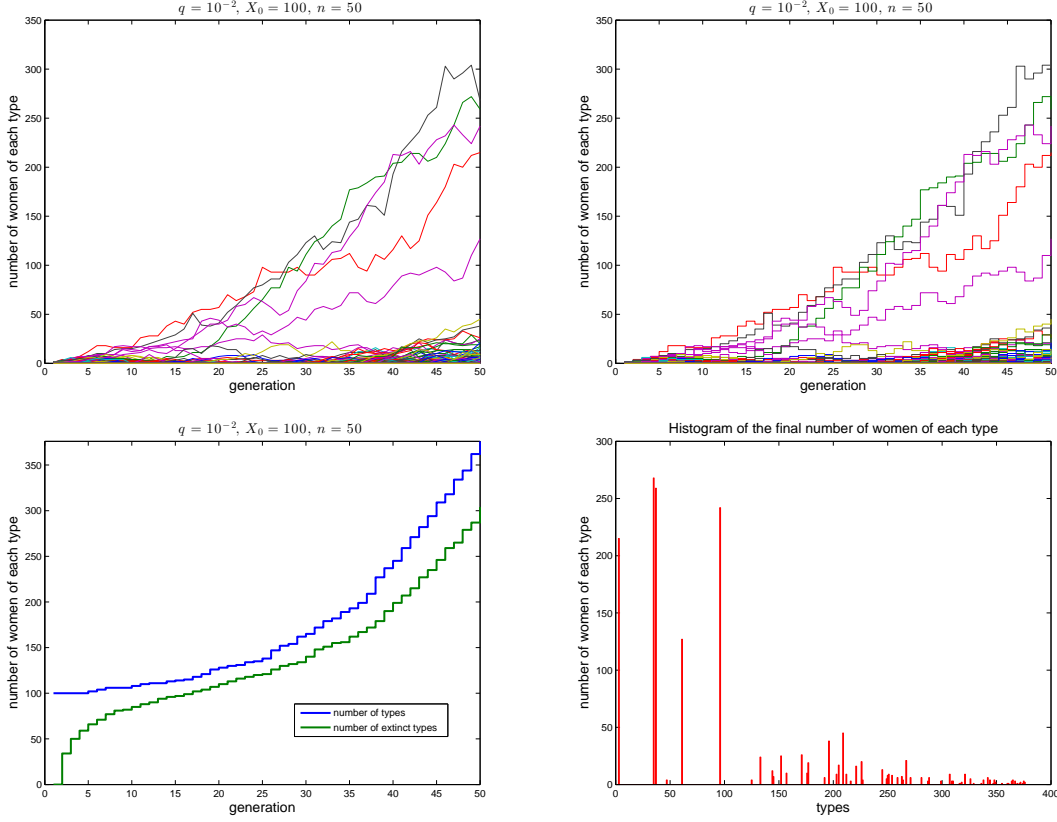 $q = 10^{-2}$, $X_0 = 100$, $n = 50$
number of women of each type
350
300
250
200
150
100
50
0
0 5 10 15 20 25 30 35 40 45 50
generation
$q = 10^{-2}$, $X_0 = 100$, $n = 50$
number of women of each type
350
300
250
200
150
100
50
0
0 5 10 15 20 25 30 35 40 45 50
generation
$q = 10^{-2}$, $X_0 = 100$, $n = 50$
number of women of each type
350
300
250
200
150
100
50
0
number of types
number of extinct types
0 5 10 15 20 25 30 35 40 45 50
generation
Histogram of the final number of women of each type
number of women of each type
300
250
200
150
100
50
0
0 50 100 150 200 250 300 350 400
types